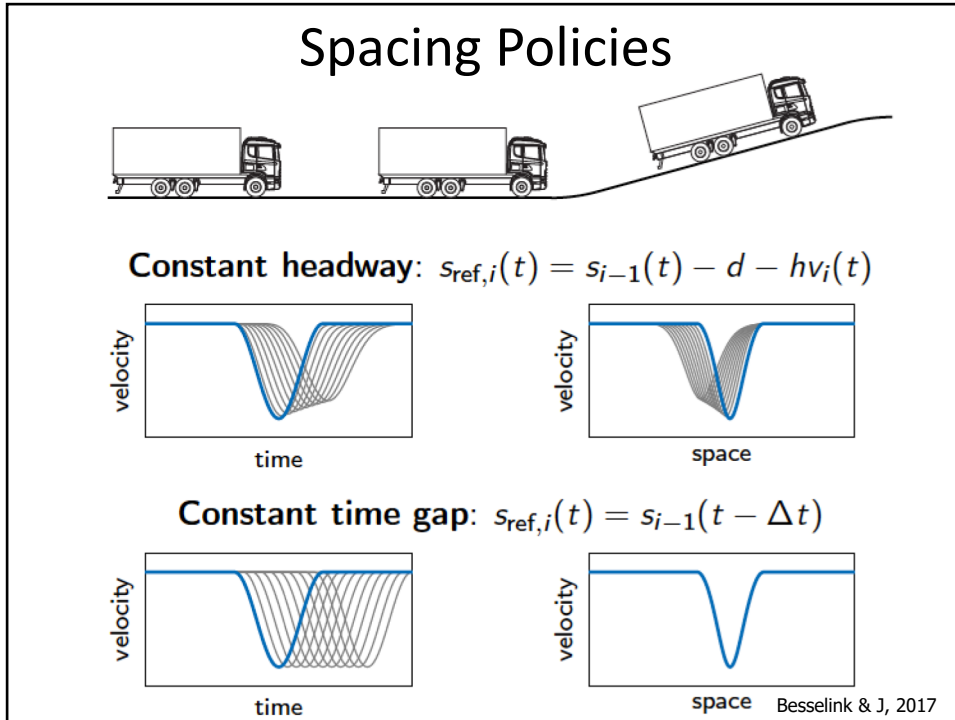 Spacing Policies
Constant headway: s_ref,i(t) = s_i−1(t) − d − hv_i(t)
velocity
time
velocity
space
Constant time gap: s_ref,i(t) = s_i−1(t − Δt)
velocity
time
velocity
space
Besselink & J, 2017